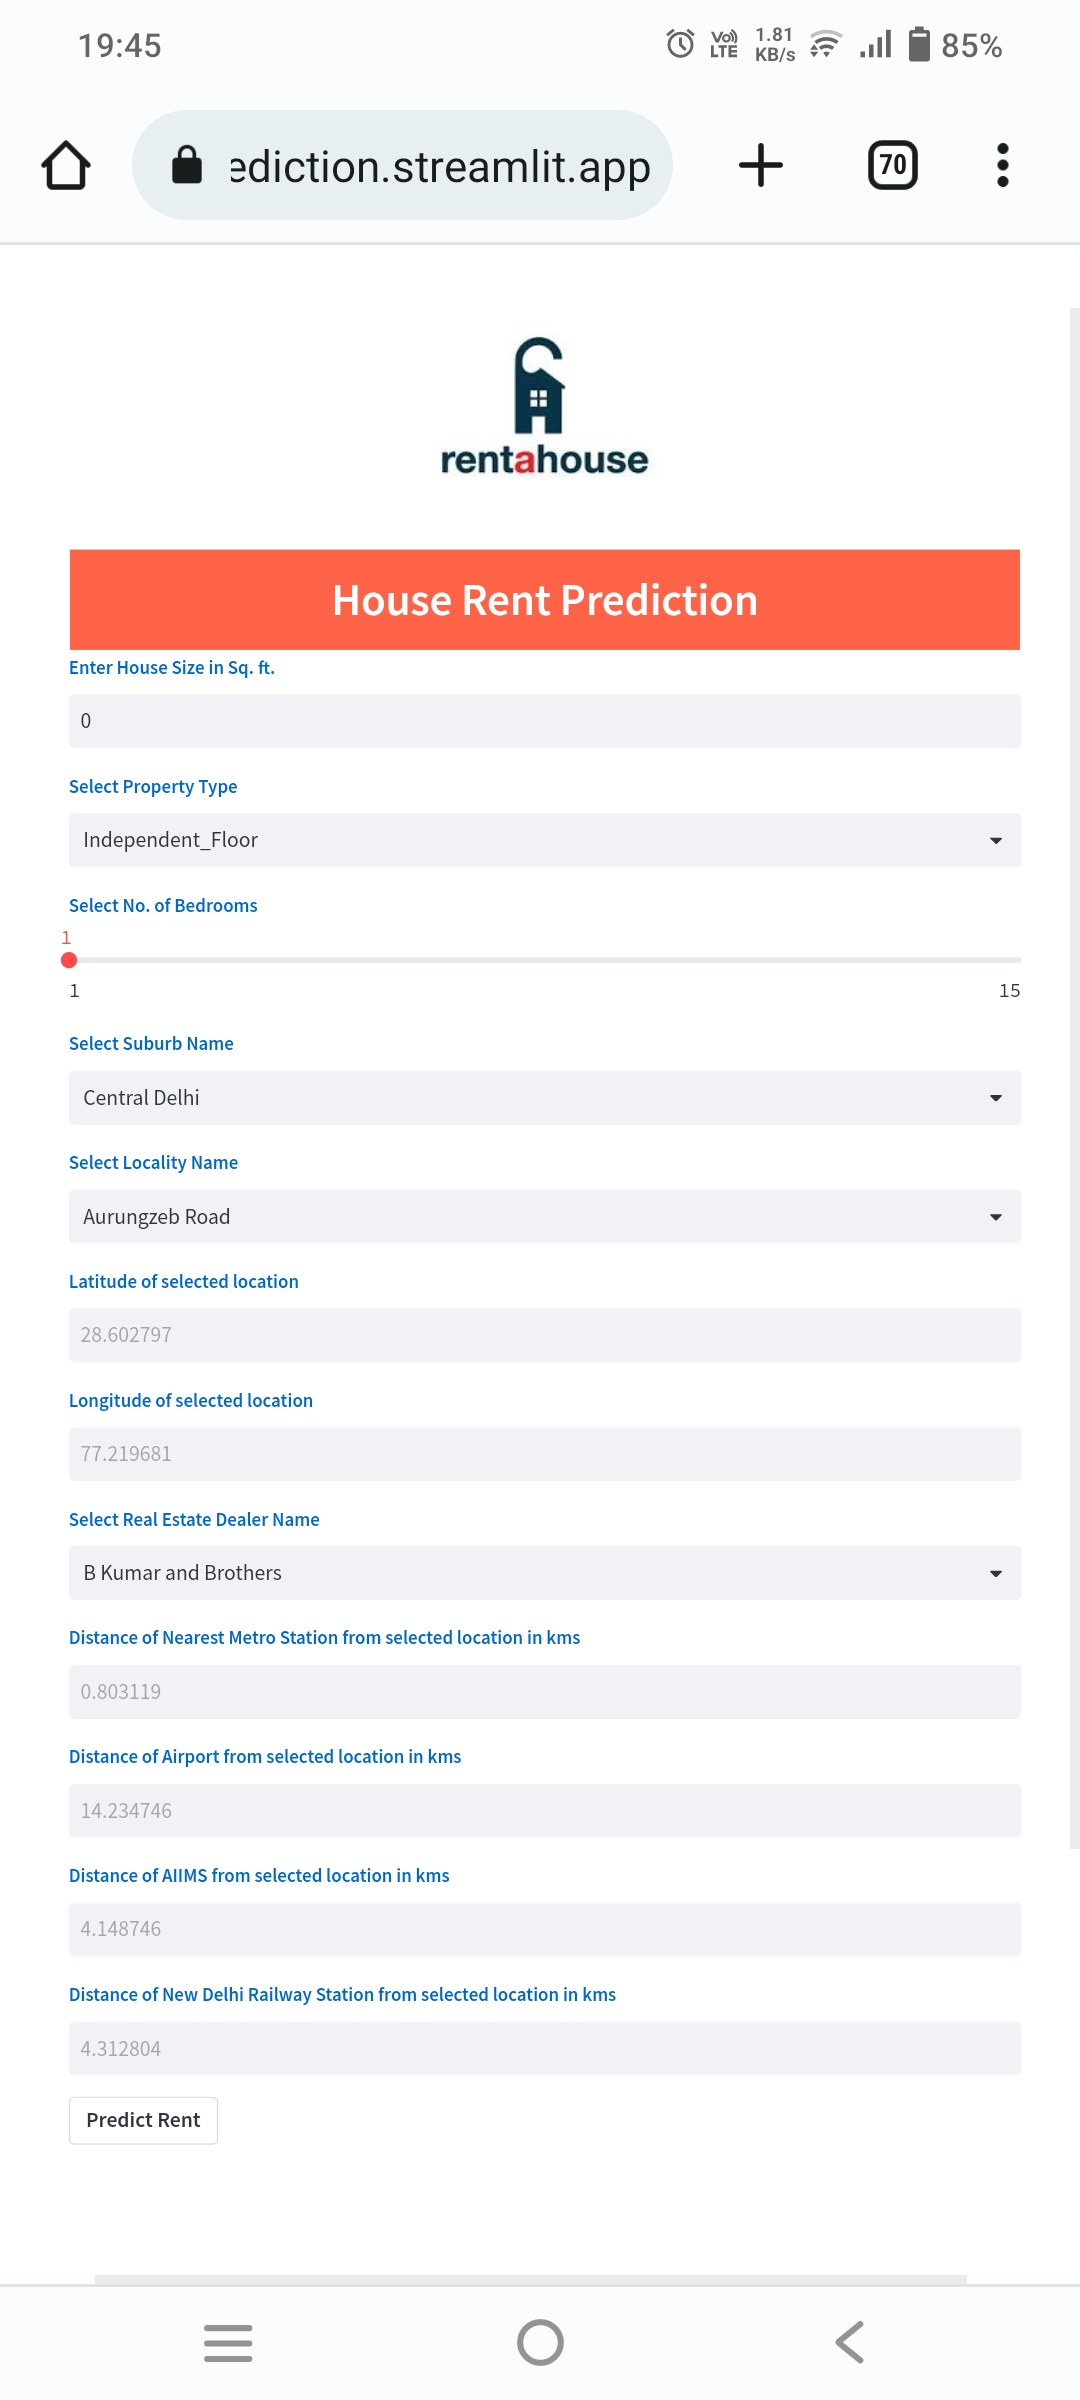 19:45
Vo) LTE
1.81 KB/s
85%
ediction.streamlit.app
70
rentahouse
House Rent Prediction
Enter House Size in Sq. ft.
0
Select Property Type
Independent_Floor
Select No. of Bedrooms
1
1
15
Select Suburb Name
Central Delhi
Select Locality Name
Aurungzeb Road
Latitude of selected location
28.602797
Longitude of selected location
77.219681
Select Real Estate Dealer Name
B Kumar and Brothers
Distance of Nearest Metro Station from selected location in kms
0.803119
Distance of Airport from selected location in kms
14.234746
Distance of AIIMS from selected location in kms
4.148746
Distance of New Delhi Railway Station from selected location in kms
4.312804
Predict Rent